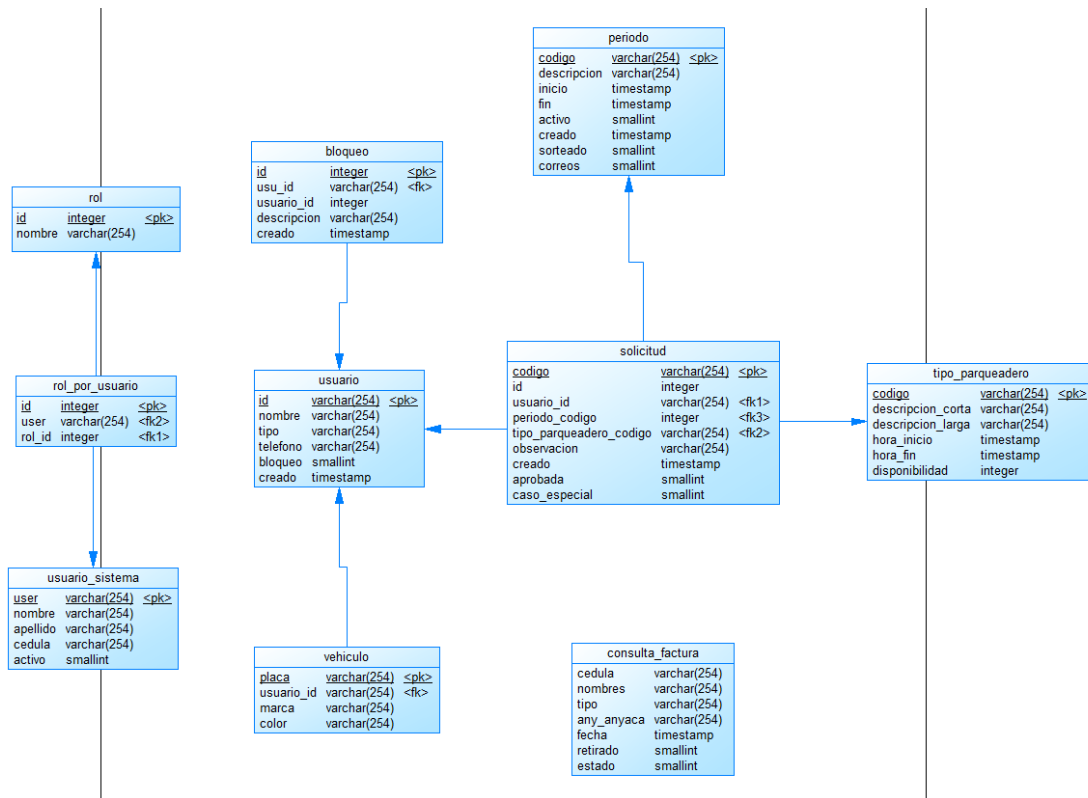 periodo
codigo varchar(254) <pk>
descripcion varchar(254)
inicio timestamp
fin timestamp
activo smallint
creado timestamp
sorteado smallint
correos smallint
bloqueo
id integer <pk>
usu_id varchar(254) <fk>
usuario_id integer
descripcion varchar(254)
creado timestamp
rol
id integer <pk>
nombre varchar(254)
rol_por_usuario
id integer <pk>
user varchar(254) <fk2>
rol_id integer <fk1>
usuario
id varchar(254) <pk>
nombre varchar(254)
tipo varchar(254)
telefono varchar(254)
bloqueo smallint
creado timestamp
solicitud
codigo varchar(254) <pk>
id integer
usuario_id varchar(254) <fk1>
periodo_codigo integer <fk3>
tipo_parqueadero_codigo varchar(254) <fk2>
observacion varchar(254)
creado timestamp
aprobada smallint
caso_especial smallint
tipo_parqueadero
codigo varchar(254) <pk>
descripcion_corta varchar(254)
descripcion_larga varchar(254)
hora_inicio timestamp
hora_fin timestamp
disponibilidad integer
usuario_sistema
user varchar(254) <pk>
nombre varchar(254)
apellido varchar(254)
cedula varchar(254)
activo smallint
vehiculo
placa varchar(254) <pk>
usuario_id varchar(254) <fk>
marca varchar(254)
color varchar(254)
consulta_factura
cedula varchar(254)
nombres varchar(254)
tipo varchar(254)
any_anyaca varchar(254)
fecha timestamp
retirado smallint
estado smallint